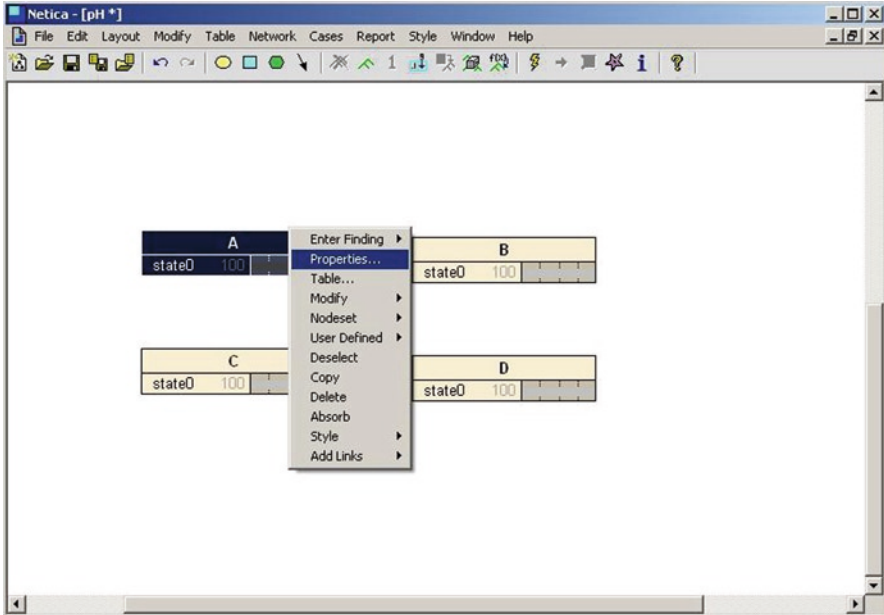 Netica - [pH *]
File Edit Layout Modify Table Network Cases Report Style Window Help
1 f(x) i ?
A
state0 100
B
state0 100
C
state0 100
D
state0 100
Enter Finding
Properties...
Table...
Modify
Nodeset
User Defined
Deselect
Copy
Delete
Absorb
Style
Add Links